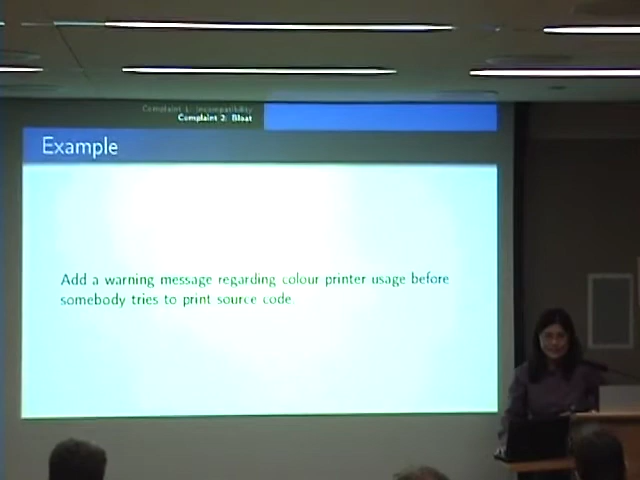 Complaint 1: Incompatibility
Complaint 2: Bloat
Example
Add a warning message regarding colour printer usage before
somebody tries to print source code.